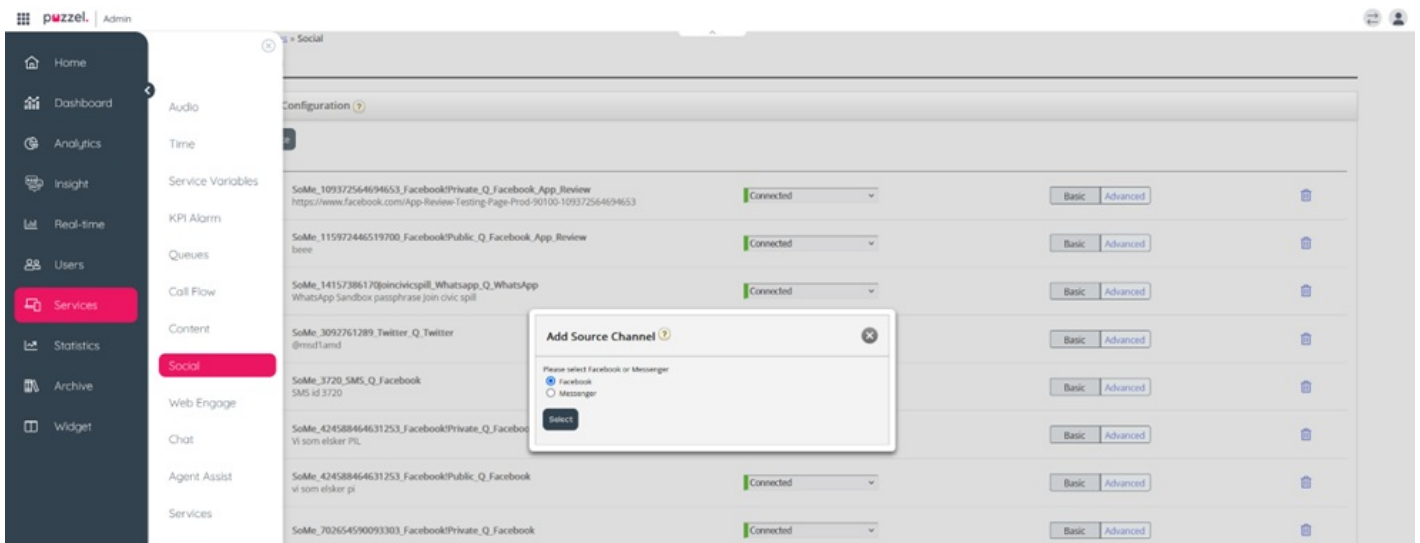 puzzel. Admin
Home
Dashboard
Analytics
Insight
Real-time
Users
Services
Statistics
Archive
Widget
Audio
Time
Service Variables
KPI Alarm
Queues
Call Flow
Content
Social
Web Engage
Chat
Agent Assist
Services
» Social
Configuration ?
SoMe_109372564694653_Facebook!Private_Q_Facebook_App_Review
https://www.facebook.com/App-Review-Testing-Page-Prod-90100-109372564694653
Connected
Basic Advanced
SoMe_115972446519700_Facebook!Public_Q_Facebook_App_Review
beee
Connected
Basic Advanced
SoMe_14157386170Joincivicspill_Whatsapp_Q_WhatsApp
WhatsApp Sandbox passphrase Join civic spill
Connected
Basic Advanced
SoMe_3092761289_Twitter_Q_Twitter
@msd1amd
Basic Advanced
SoMe_3720_SMS_Q_Facebook
SMS id 3720
Basic Advanced
SoMe_424588464631253_Facebook!Private_Q_Faceboo
Vi som elsker PIL
Basic Advanced
SoMe_424588464631253_Facebook!Public_Q_Facebook
vi som elsker pi
Connected
Basic Advanced
SoMe_702654590093303_Facebook!Private_Q_Facebook
Connected
Basic Advanced
Add Source Channel ?
Please select Facebook or Messenger
Facebook
Messenger
Select